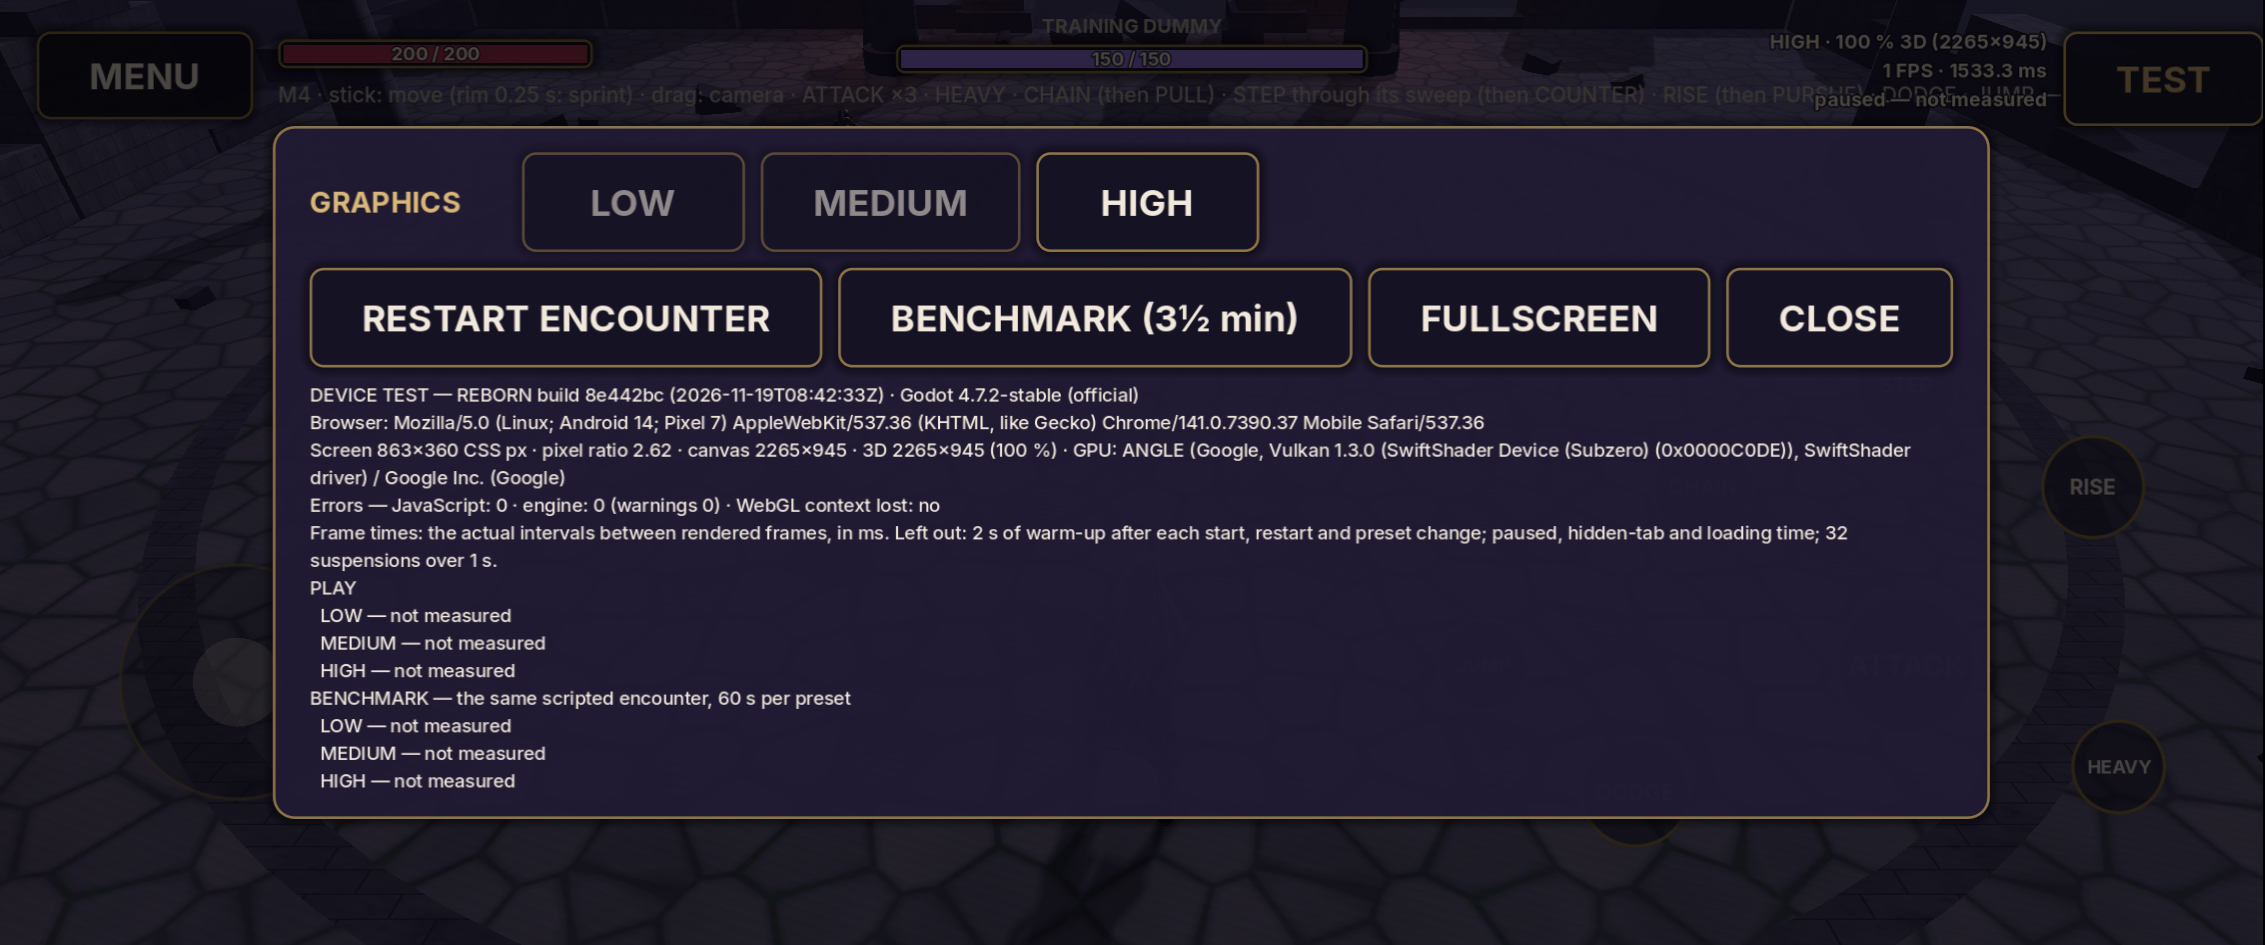 TRAINING DUMMY
MENU
200 / 200
150 / 150
HIGH · 100 % 3D (2265×945)
1 FPS · 1533.3 ms
paused — not measured
TEST
M4 · stick: move (rim 0.25 s: sprint) · drag: camera · ATTACK ×3 · HEAVY · CHAIN (then PULL) · STEP through its sweep (then COUNTER) · RISE (then PURSUE) · DODGE · JUMP —
GRAPHICS
LOW
MEDIUM
HIGH
RESTART ENCOUNTER
BENCHMARK (3½ min)
FULLSCREEN
CLOSE
DEVICE TEST — REBORN build 8e442bc (2026-11-19T08:42:33Z) · Godot 4.7.2-stable (official)
Browser: Mozilla/5.0 (Linux; Android 14; Pixel 7) AppleWebKit/537.36 (KHTML, like Gecko) Chrome/141.0.7390.37 Mobile Safari/537.36
Screen 863×360 CSS px · pixel ratio 2.62 · canvas 2265×945 · 3D 2265×945 (100 %) · GPU: ANGLE (Google, Vulkan 1.3.0 (SwiftShader Device (Subzero) (0x0000C0DE)), SwiftShader
driver) / Google Inc. (Google)
Errors — JavaScript: 0 · engine: 0 (warnings 0) · WebGL context lost: no
Frame times: the actual intervals between rendered frames, in ms. Left out: 2 s of warm-up after each start, restart and preset change; paused, hidden-tab and loading time; 32
suspensions over 1 s.
PLAY
LOW — not measured
MEDIUM — not measured
HIGH — not measured
BENCHMARK — the same scripted encounter, 60 s per preset
LOW — not measured
MEDIUM — not measured
HIGH — not measured
RISE
ATTACK
HEAVY